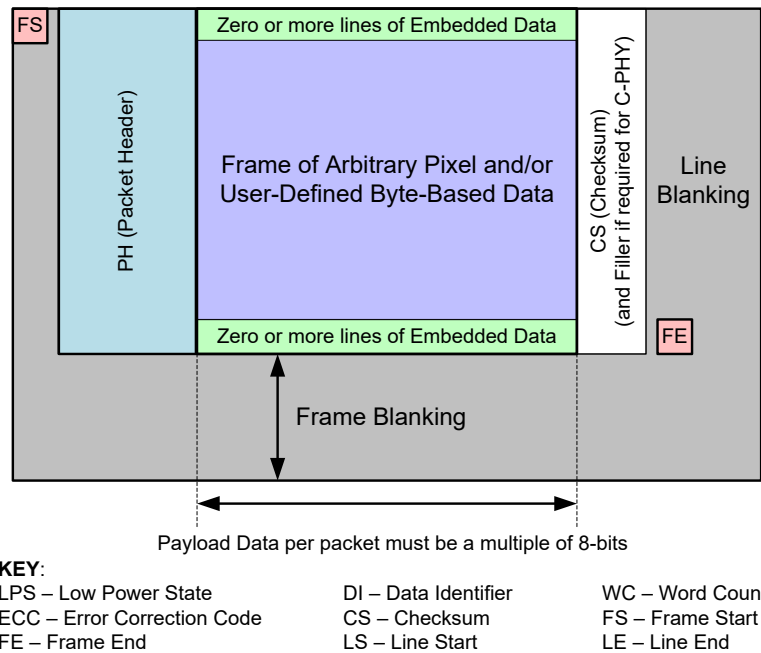 FS
Zero or more lines of Embedded Data
PH (Packet Header)
Frame of Arbitrary Pixel and/or
User-Defined Byte-Based Data
CS (Checksum)
(and Filler if required for C-PHY)
Line
Blanking
Zero or more lines of Embedded Data
FE
Frame Blanking
Payload Data per packet must be a multiple of 8-bits
KEY:
LPS – Low Power State DI – Data Identifier WC – Word Coun
ECC – Error Correction Code CS – Checksum FS – Frame Start
FE – Frame End LS – Line Start LE – Line End